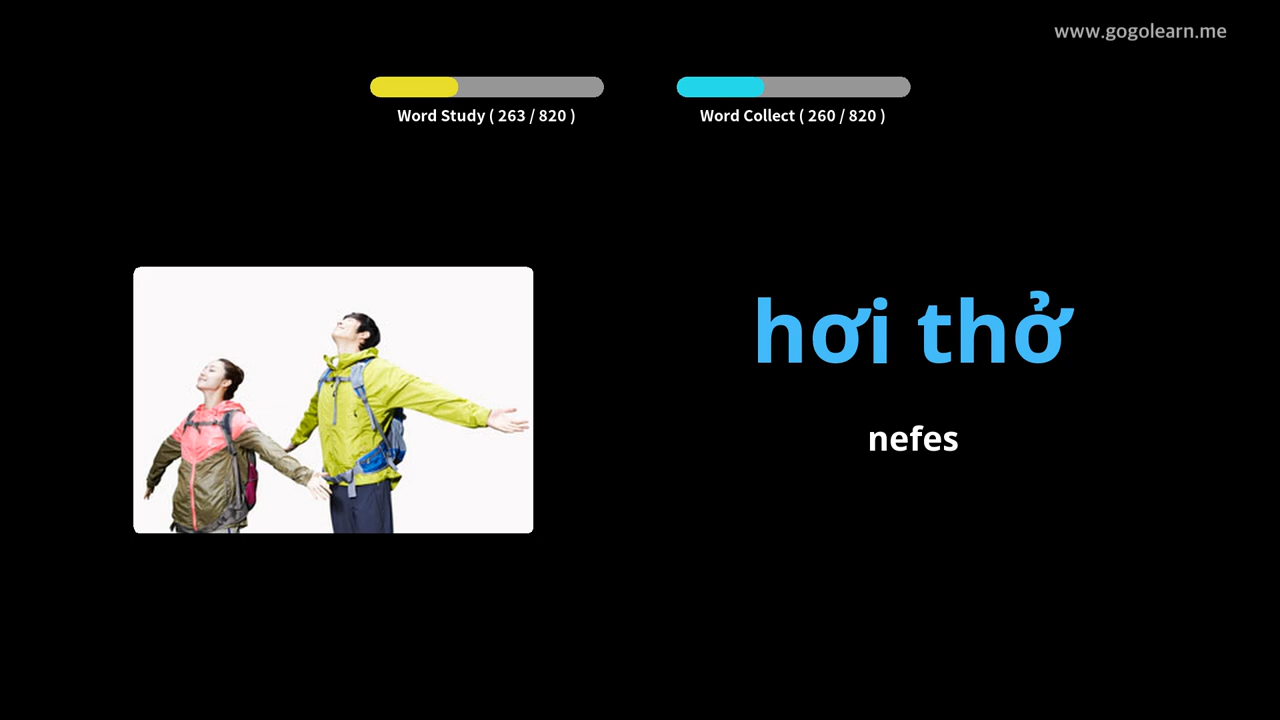 www.gogolearn.me
Word Study ( 263 / 820 )
Word Collect ( 260 / 820 )
hơi thở
nefes